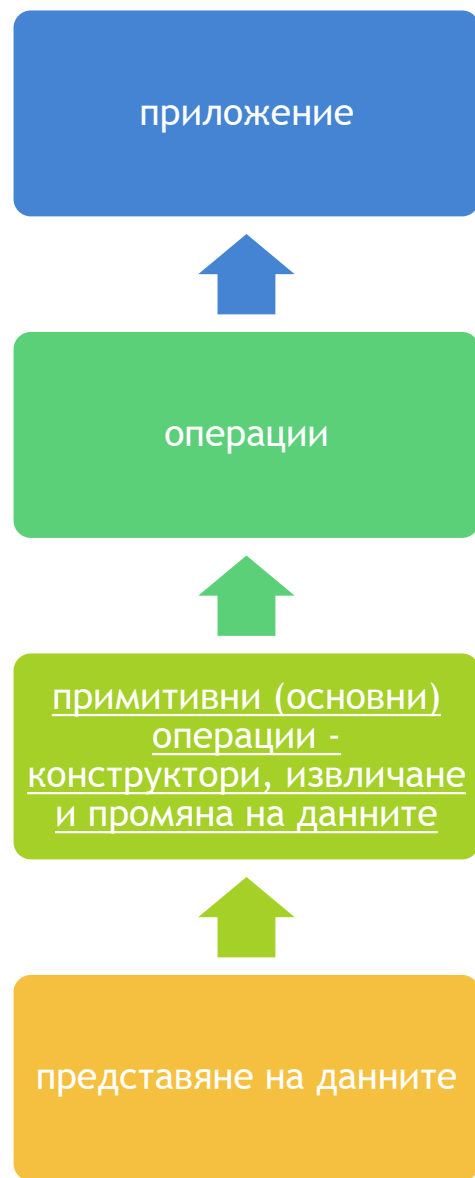 приложение
операции
примитивни (основни)
операции -
конструктори, извличане
и промяна на данните
представяне на данните